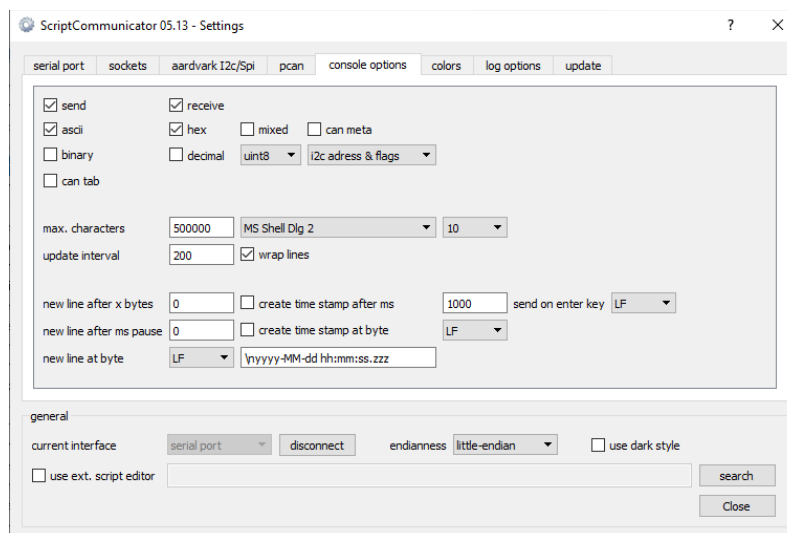 ScriptCommunicator 05.13 - Settings ?
serial port sockets aardvark I2c/Spi pcan console options colors log options update
send receive
ascii hex mixed can meta
binary decimal uint8 i2c adress & flags
can tab
max. characters 500000 MS Shell Dlg 2 10
update interval 200 wrap lines
new line after x bytes 0 create time stamp after ms 1000 send on enter key LF
new line after ms pause 0 create time stamp at byte LF
new line at byte LF \nyyyy-MM-dd hh:mm:ss.zzz
general
current interface serial port disconnect endianness little-endian use dark style
use ext. script editor search
Close